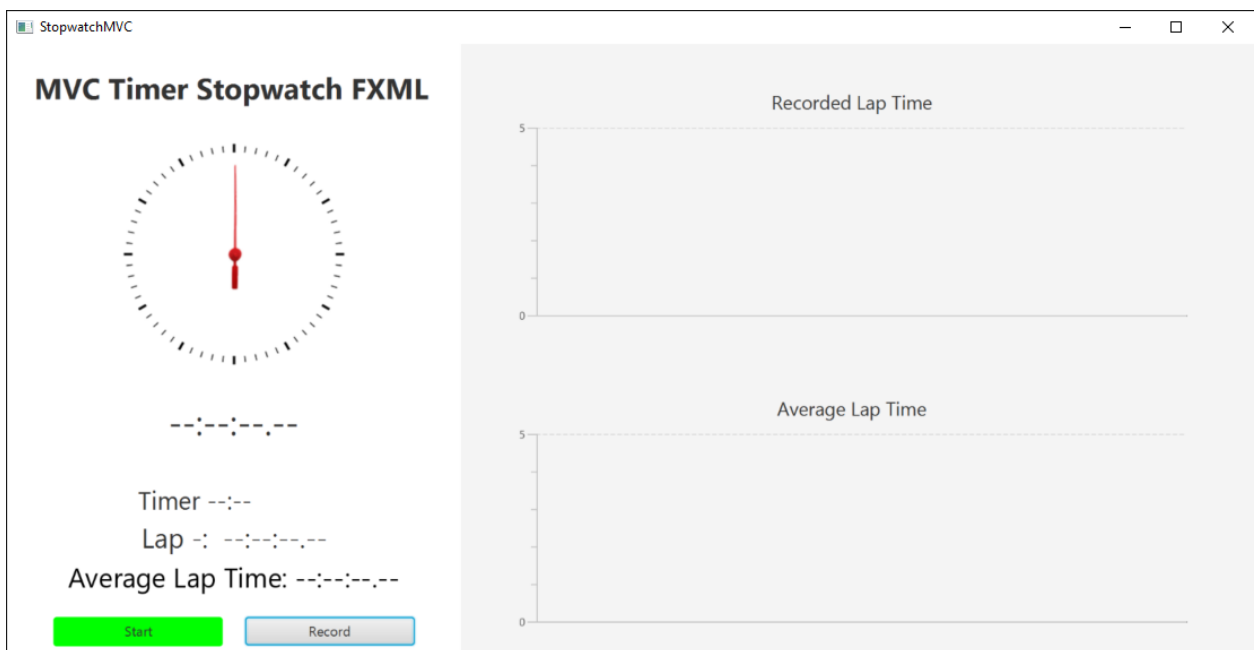 StopwatchMVC
MVC Timer Stopwatch FXML
--:--:--.--
Timer --:--
Lap -: --:--:--.--
Average Lap Time: --:--:--.--
Start Record
Recorded Lap Time
5
0
Average Lap Time
5
0